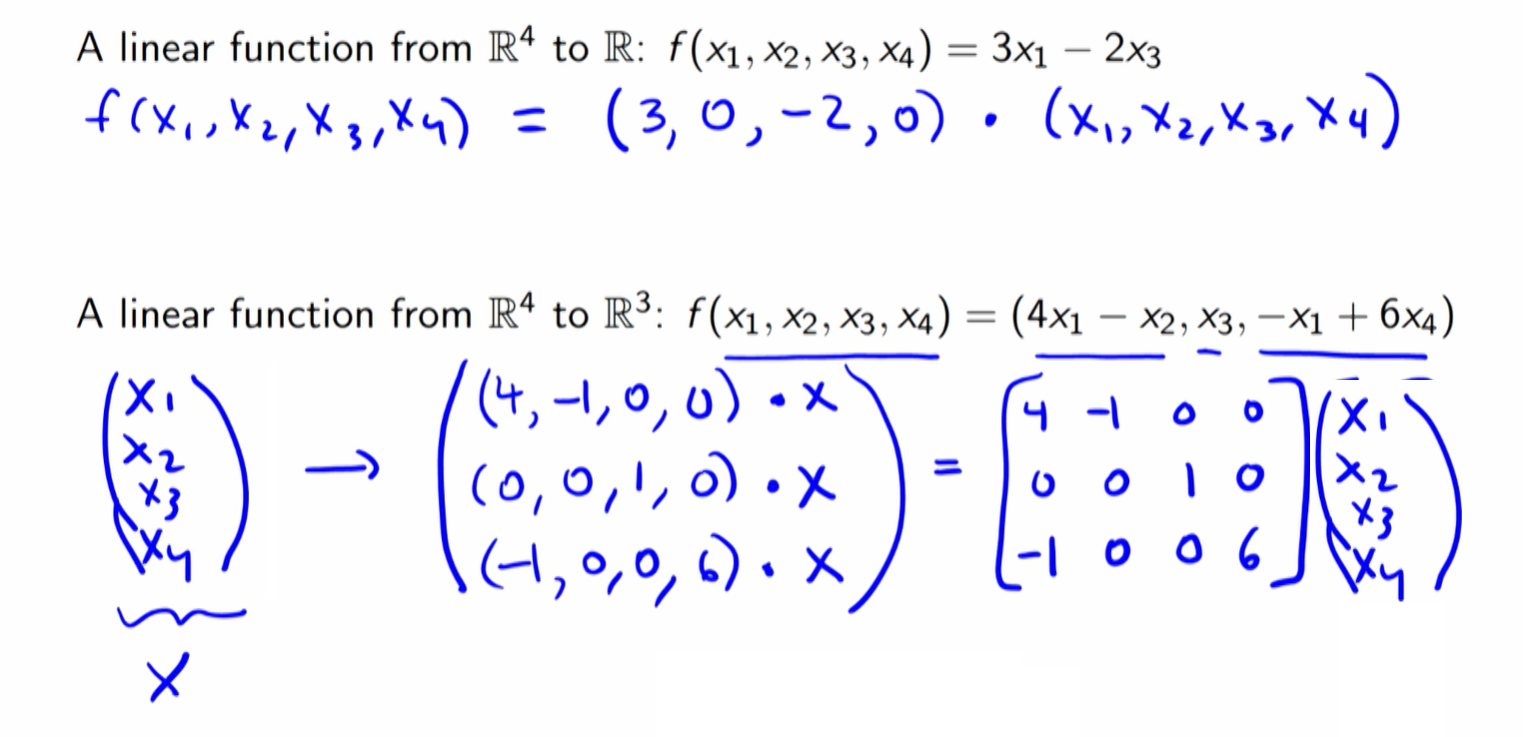 A linear function from ℝ⁴ to ℝ: f(x₁, x₂, x₃, x₄) = 3x₁ − 2x₃
f(x₁, x₂, x₃, x₄) = (3, 0, −2, 0) · (x₁, x₂, x₃, x₄)
A linear function from ℝ⁴ to ℝ³: f(x₁, x₂, x₃, x₄) = (4x₁ − x₂, x₃, −x₁ + 6x₄)
(x₁ → ((4, −1, 0, 0) · x = [4 −1 0 0] (x₁
x₂ (0, 0, 1, 0) · x 0 0 1 0 x₂
x₃ x₃
x₄) (−1, 0, 0, 6) · x) −1 0 0 6] x₄)
x